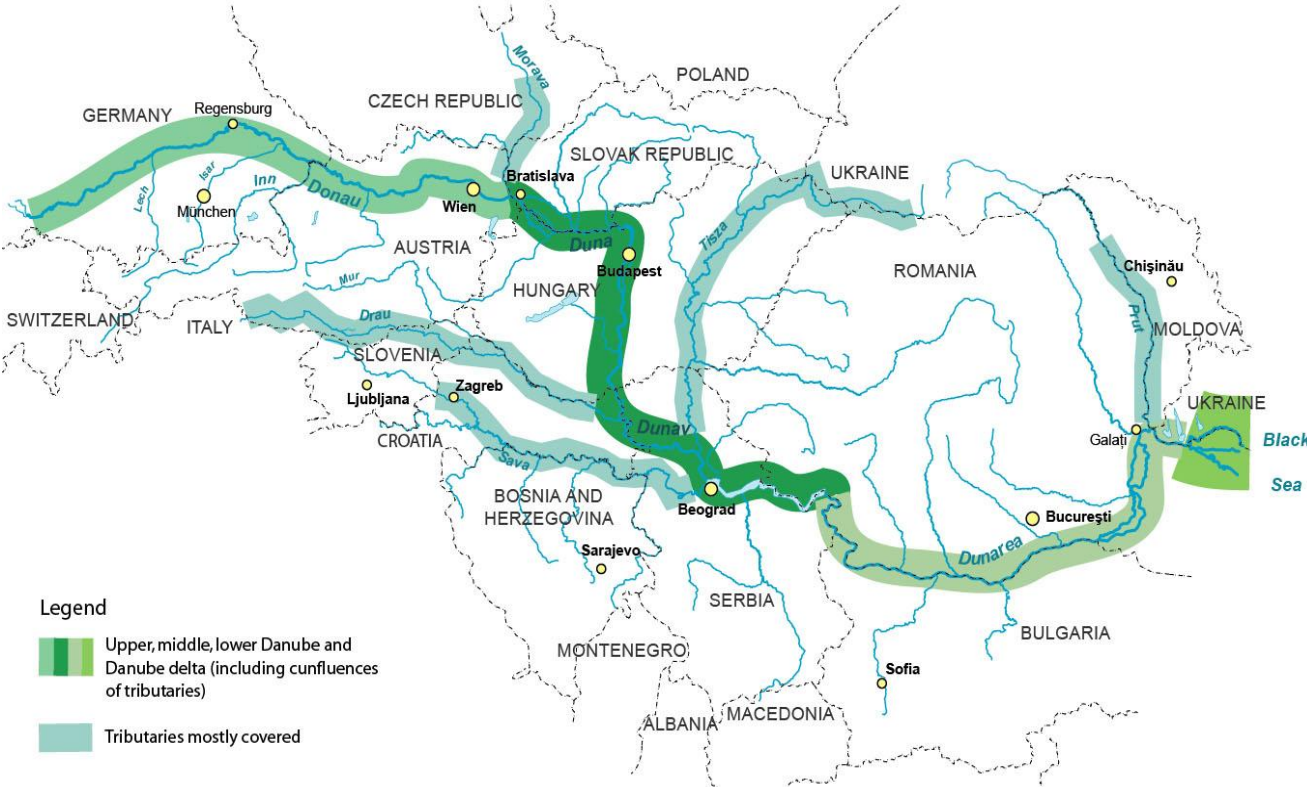 Morava
POLAND
CZECH REPUBLIC
GERMANY
Regensburg
SLOVAK REPUBLIC
UKRAINE
Isar
Inn
Lech
Donau
Bratislava
München
Wien
Duna
Tisza
AUSTRIA
Budapest
Chişinău
ROMANIA
Mur
HUNGARY
SWITZERLAND
ITALY
Drau
Prut
MOLDOVA
SLOVENIA
Ljubljana
Zagreb
UKRAINE
Dunav
CROATIA
Galaţi
Black
Sea
Sava
BOSNIA AND
HERZEGOVINA
Beograd
Bucureşti
Dunarea
Sarajevo
SERBIA
BULGARIA
MONTENEGRO
Sofia
ALBANIA
MACEDONIA
Legend
Upper, middle, lower Danube and
Danube delta (including cunfluences
of tributaries)
Tributaries mostly covered